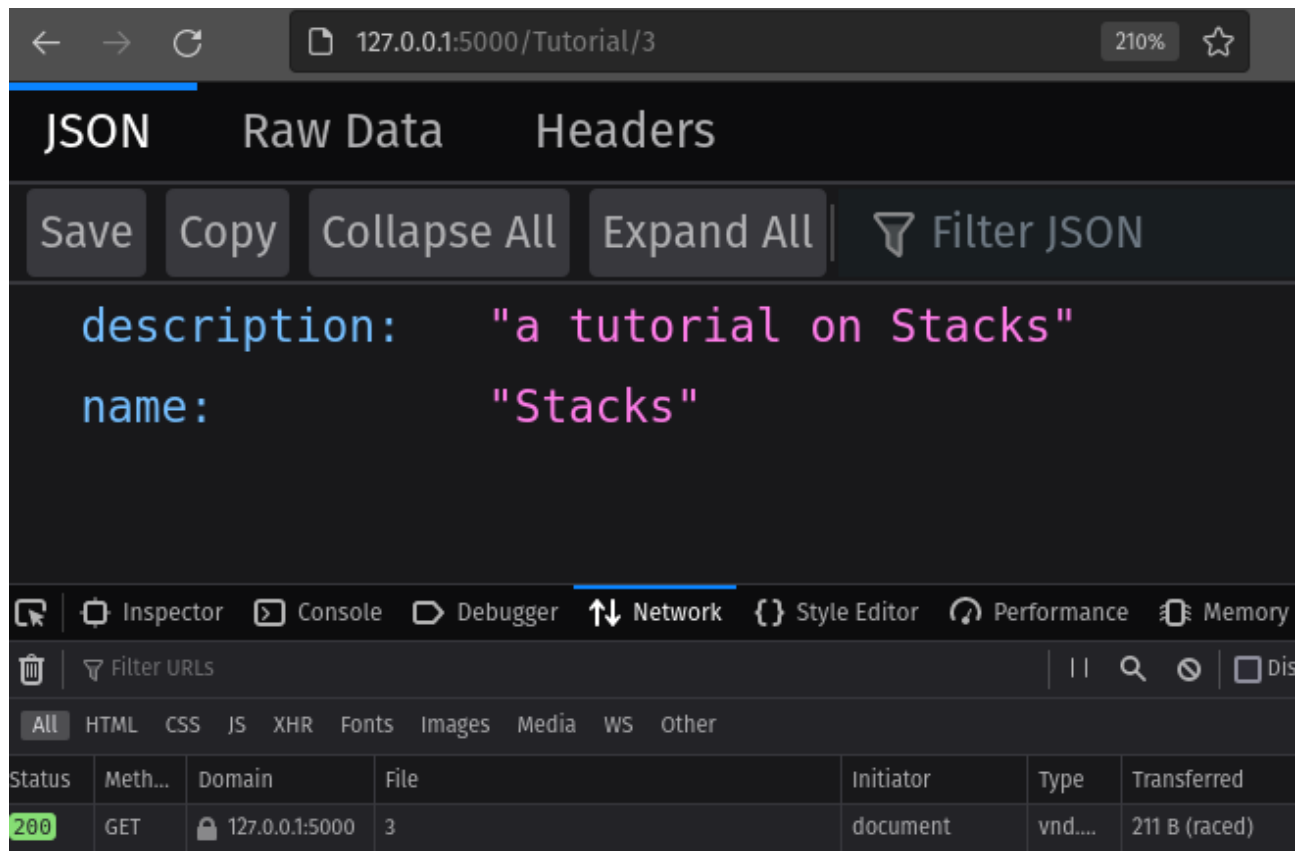 127.0.0.1:5000/Tutorial/3 210%
JSON Raw Data Headers
Save Copy Collapse All Expand All Filter JSON
description: "a tutorial on Stacks"
name: "Stacks"
Inspector Console Debugger Network {} Style Editor Performance Memory
Filter URLs Dis
All HTML CSS JS XHR Fonts Images Media WS Other
Status Meth... Domain File Initiator Type Transferred
200 GET 127.0.0.1:5000 3 document vnd.... 211 B (raced)